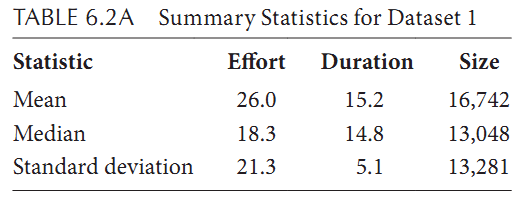 TABLE 6.2A Summary Statistics for Dataset 1
Statistic Effort Duration Size
Mean 26.0 15.2 16,742
Median 18.3 14.8 13,048
Standard deviation 21.3 5.1 13,281